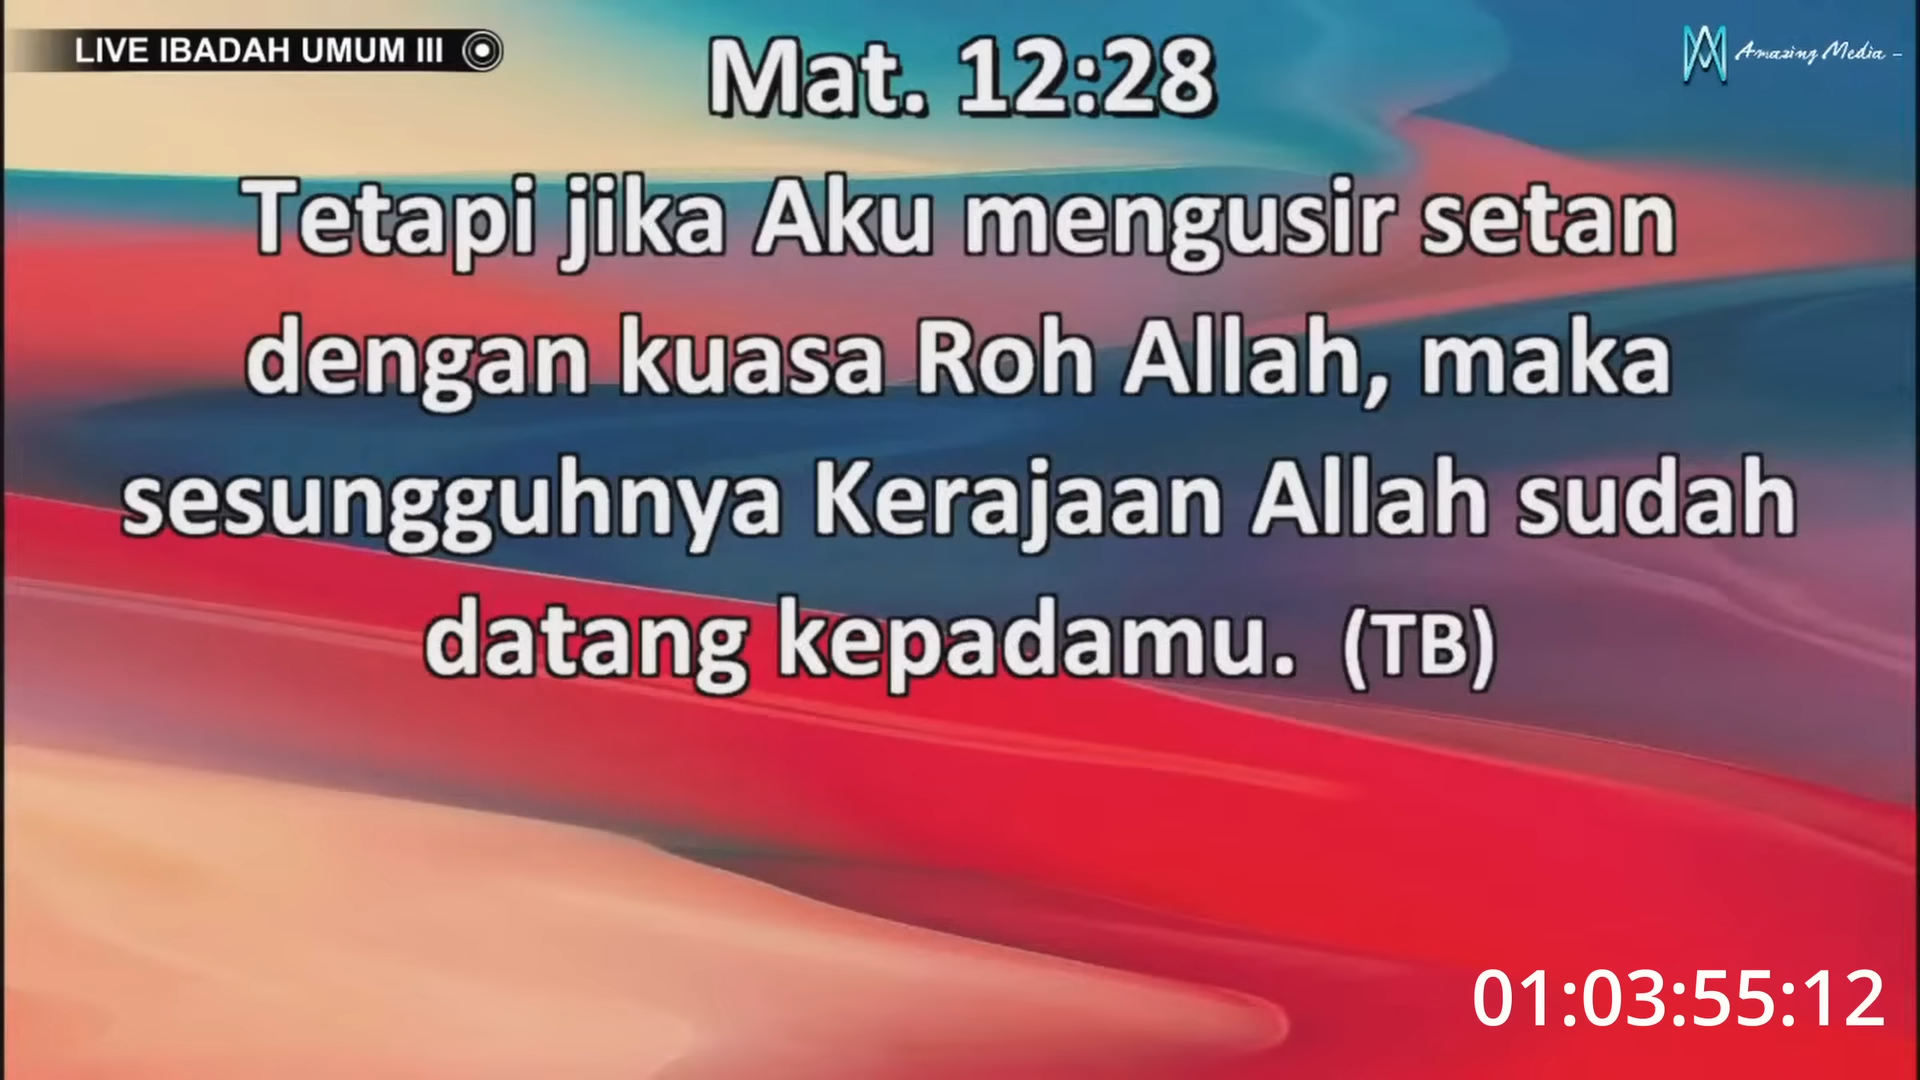 LIVE IBADAH UMUM III
Amazing Media –
Mat. 12:28
Tetapi jika Aku mengusir setan
dengan kuasa Roh Allah, maka
sesungguhnya Kerajaan Allah sudah
datang kepadamu. (TB)
01:03:55:12